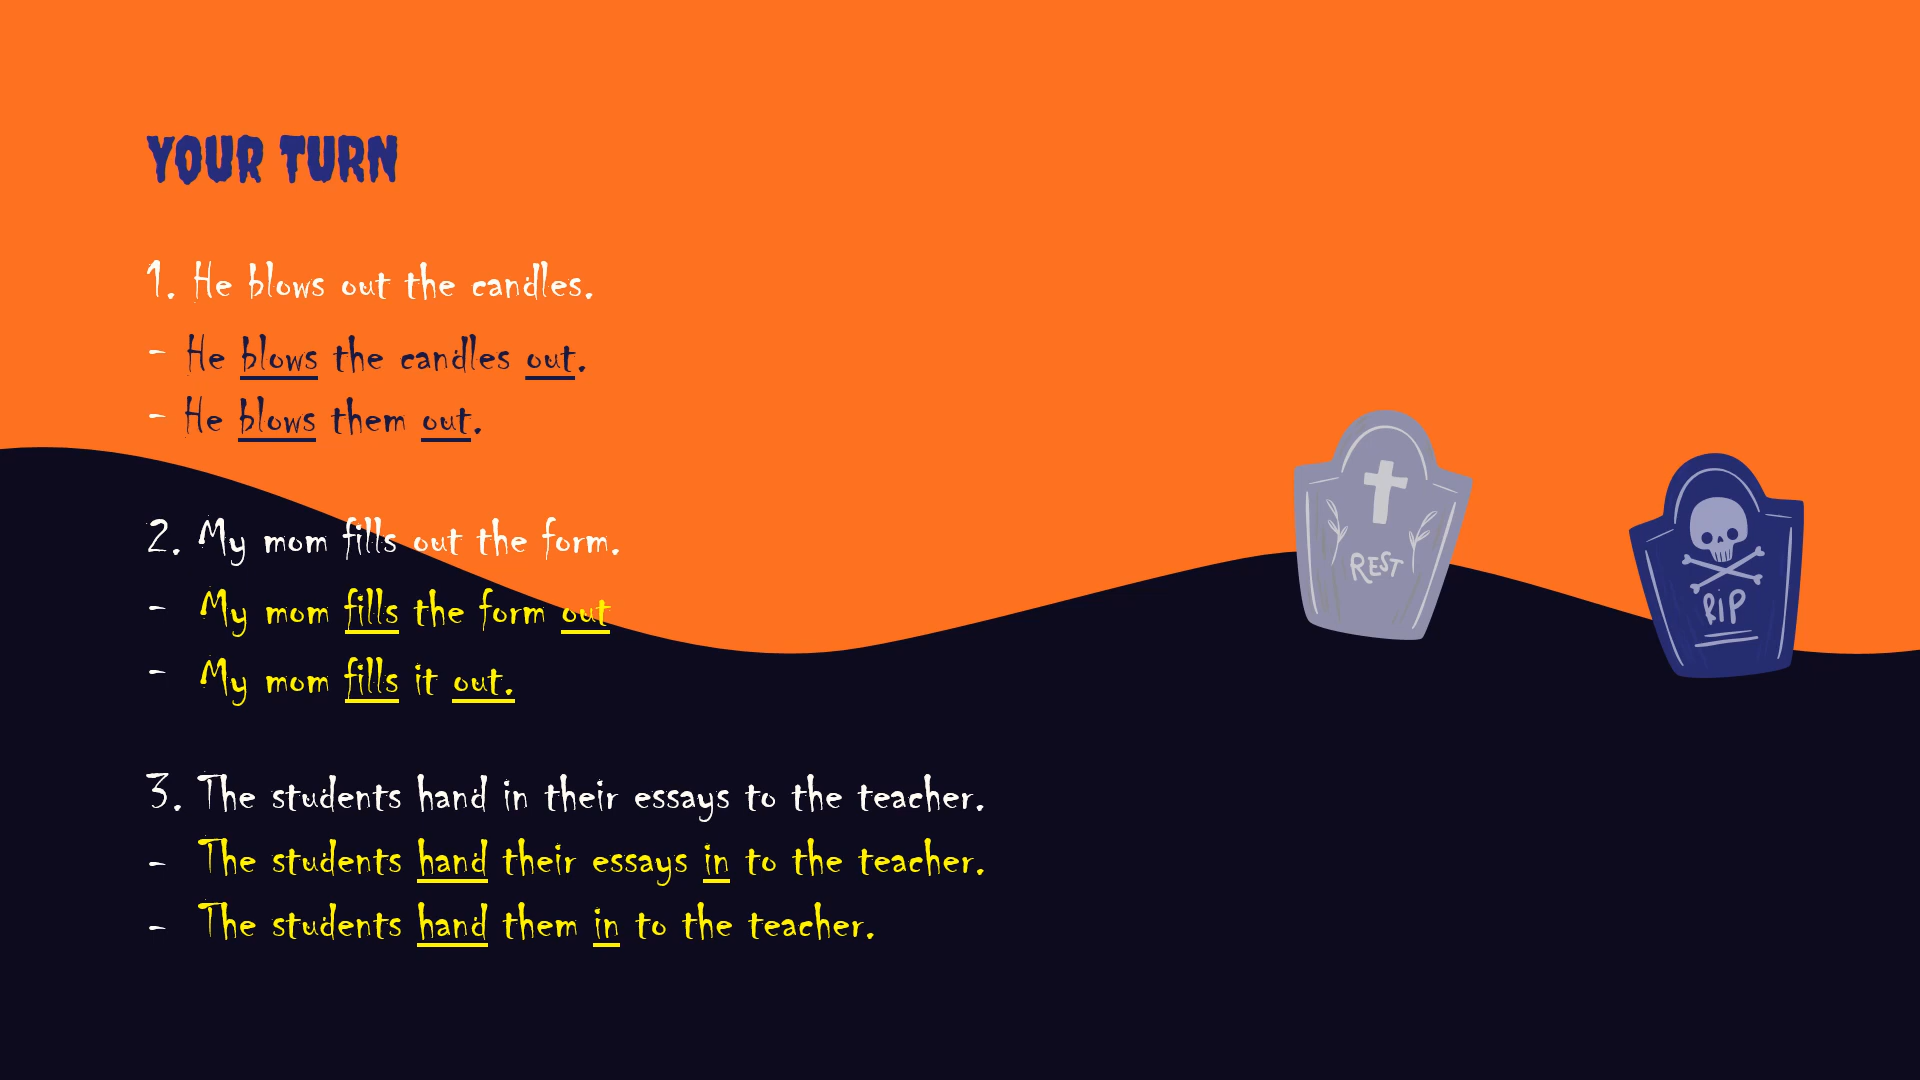 YOUR TURN
1. He blows out the candles.
- He blows the candles out.
- He blows them out.
2. My mom fills out the form.
- My mom fills the form out
- My mom fills it out.
3. The students hand in their essays to the teacher.
- The students hand their essays in to the teacher.
- The students hand them in to the teacher.
REST
RIP